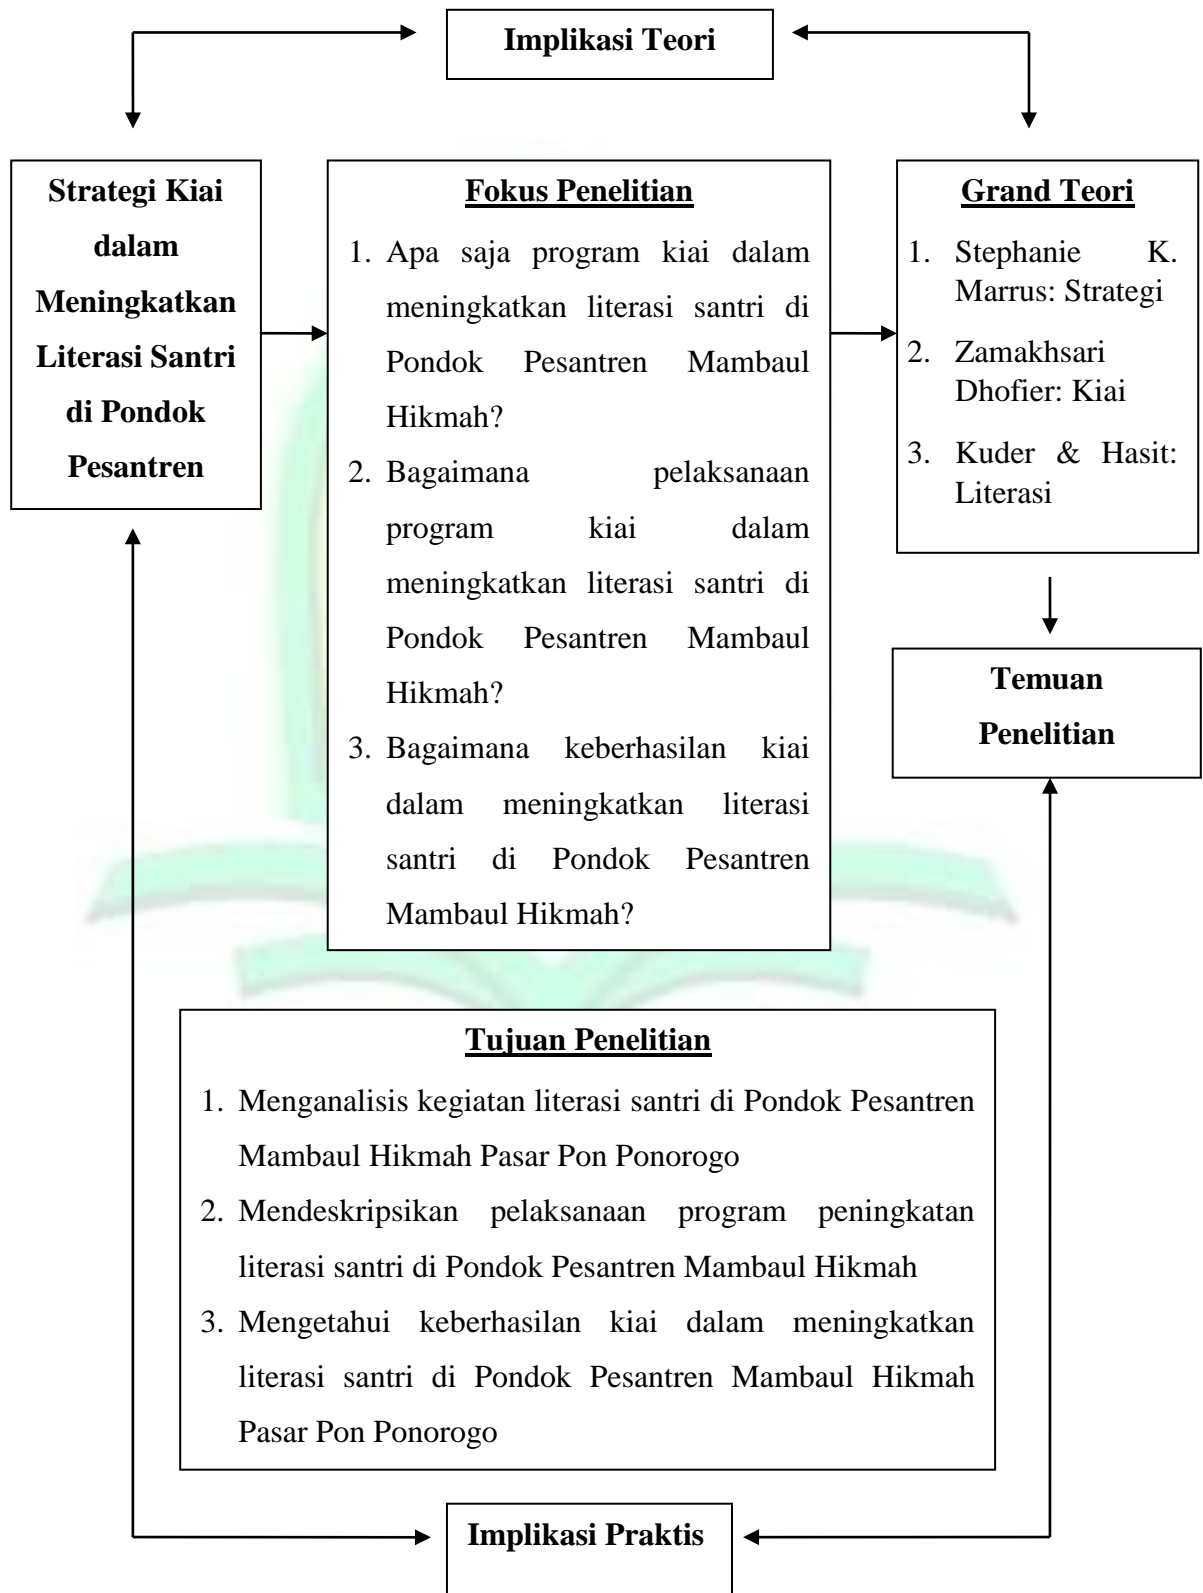 Implikasi Teori
Strategi Kiai
dalam
Meningkatkan
Literasi Santri
di Pondok
Pesantren
Fokus Penelitian
1. Apa saja program kiai dalam
meningkatkan literasi santri di
Pondok Pesantren Mambaul
Hikmah?
2. Bagaimana pelaksanaan
program kiai dalam
meningkatkan literasi santri di
Pondok Pesantren Mambaul
Hikmah?
3. Bagaimana keberhasilan kiai
dalam meningkatkan literasi
santri di Pondok Pesantren
Mambaul Hikmah?
Grand Teori
1. Stephanie K.
Marrus: Strategi
2. Zamakhsari
Dhofier: Kiai
3. Kuder & Hasit:
Literasi
Temuan
Penelitian
Tujuan Penelitian
1. Menganalisis kegiatan literasi santri di Pondok Pesantren
Mambaul Hikmah Pasar Pon Ponorogo
2. Mendeskripsikan pelaksanaan program peningkatan
literasi santri di Pondok Pesantren Mambaul Hikmah
3. Mengetahui keberhasilan kiai dalam meningkatkan
literasi santri di Pondok Pesantren Mambaul Hikmah
Pasar Pon Ponorogo
Implikasi Praktis